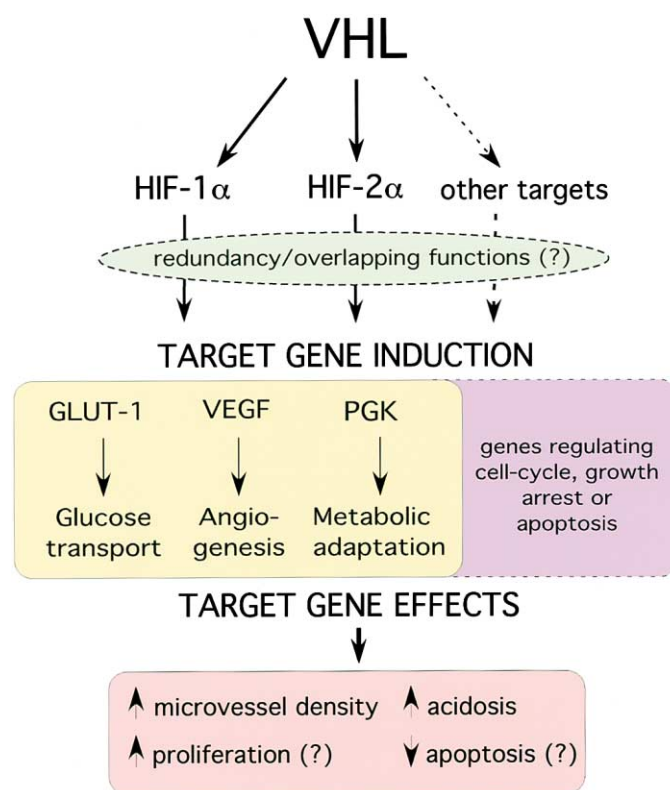 VHL
HIF-1α HIF-2α other targets
redundancy/overlapping functions (?)
TARGET GENE INDUCTION
GLUT-1 VEGF PGK
Glucose
transport
Angio-
genesis
Metabolic
adaptation
genes regulating
cell-cycle, growth
arrest or
apoptosis
TARGET GENE EFFECTS
microvessel density
acidosis
proliferation (?)
apoptosis (?)